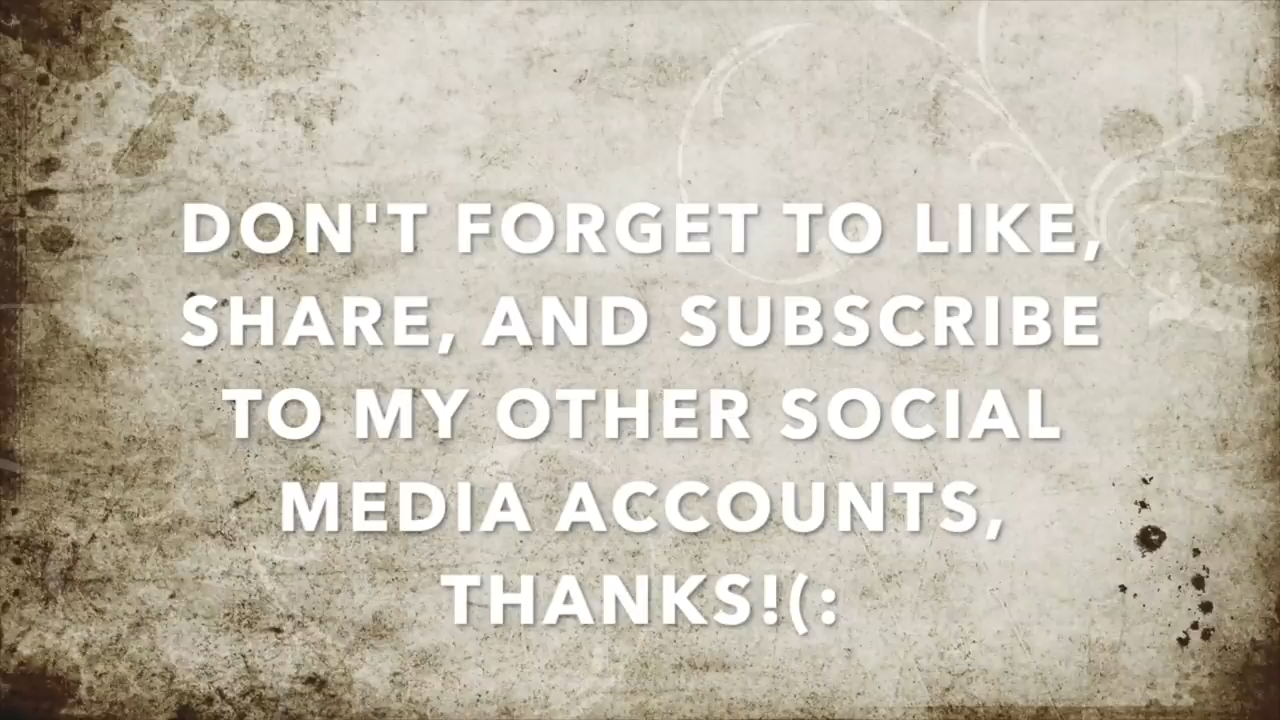 DON'T FORGET TO LIKE,
SHARE, AND SUBSCRIBE
TO MY OTHER SOCIAL
MEDIA ACCOUNTS,
THANKS!(: